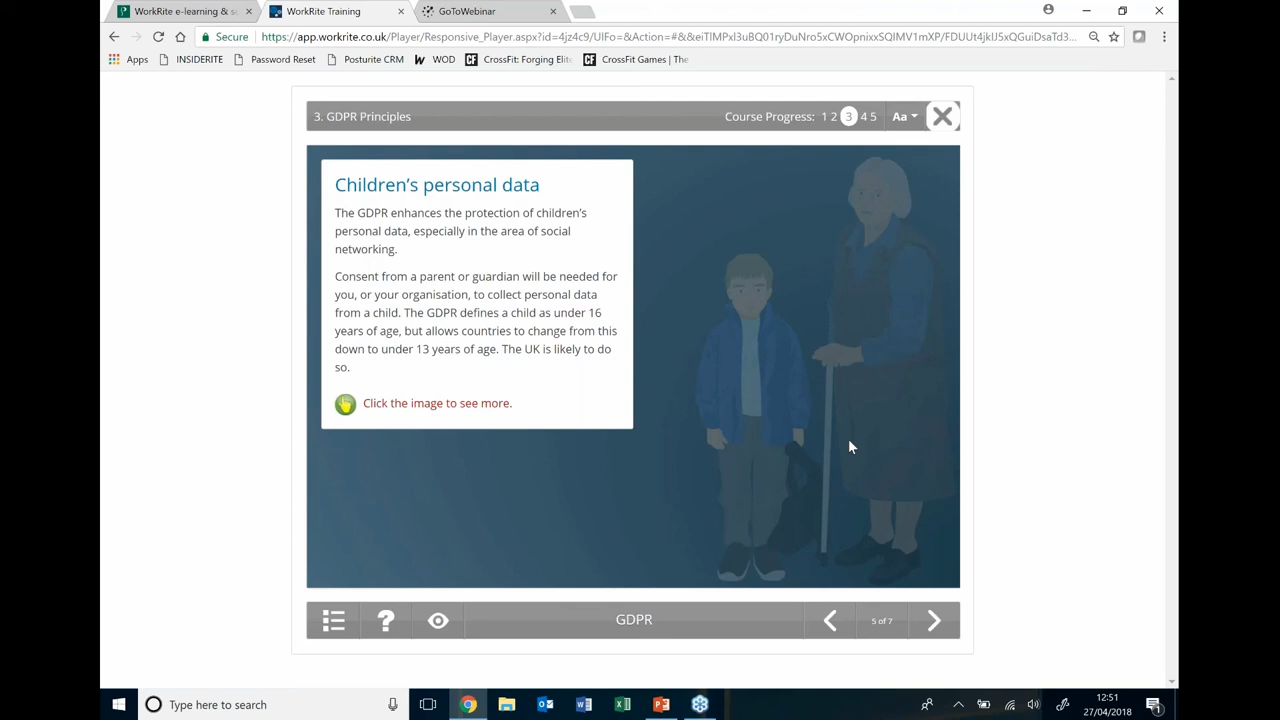 WorkRite e-learning & s
WorkRite Training
GoToWebinar
Secure
https://app.workrite.co.uk/Player/Responsive_Player.aspx?id=4jz4c9/UIFo=&Action=#&&
Apps
INSIDERITE
Password Reset
Posturite CRM
W WOD
CF CrossFit: Forging Elit
CF CrossFit Games | The
3. GDPR Principles
Course Progress: 1 2 3 4 5
Aa
Children's personal data
The GDPR enhances the protection of children's
personal data, especially in the area of social
networking.
Consent from a parent or guardian will be needed for
you, or your organisation, to collect personal data
from a child. The GDPR defines a child as under 16
years of age, but allows countries to change from this
down to under 13 years of age. The UK is likely to do
so.
Click the image to see more.
?
GDPR
5 of 7
Type here to search
12:51
27/04/2018